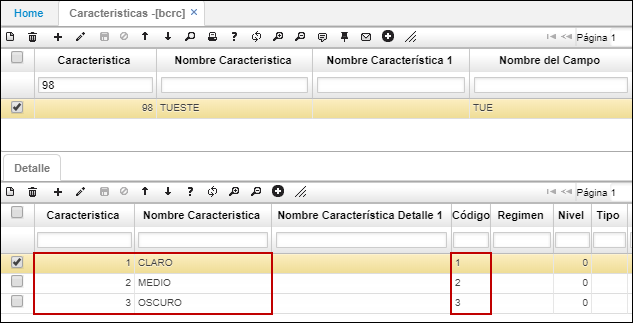 Home Caracteristicas -[bcrc] ×
Página 1
Caracteristica Nombre Caracteristica Nombre Característica 1 Nombre del Campo
98
98 TUESTE TUE
Detalle
Página 1
Caracteristica Nombre Caracteristica Nombre Característica Detalle 1 Código Regimen Nivel Tipo
1 CLARO 1 0
2 MEDIO 2 0
3 OSCURO 3 0